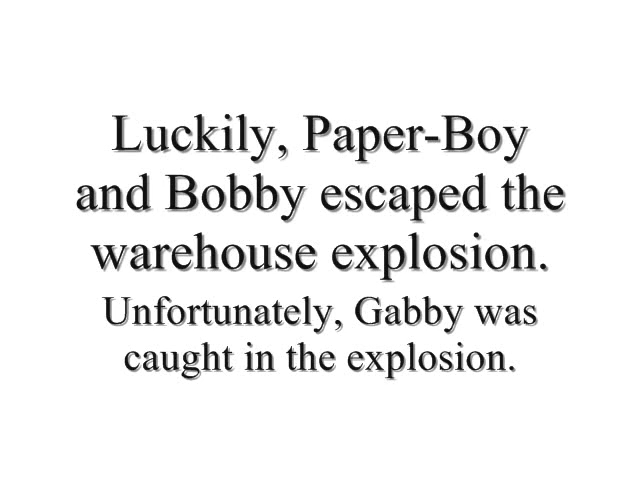 Luckily, Paper-Boy
and Bobby escaped the
warehouse explosion.
Unfortunately, Gabby was
caught in the explosion.